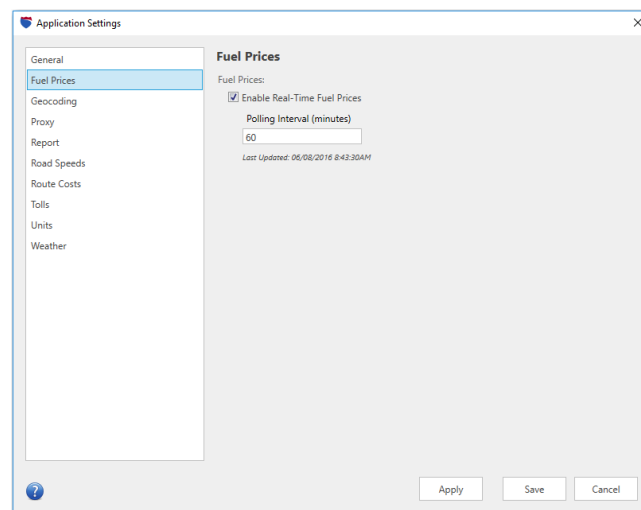 Application Settings
General
Fuel Prices
Geocoding
Proxy
Report
Road Speeds
Route Costs
Tolls
Units
Weather
Fuel Prices
Fuel Prices:
Enable Real-Time Fuel Prices
Polling Interval (minutes)
60
Last Updated: 06/08/2016 8:43:30AM
?
Apply
Save
Cancel